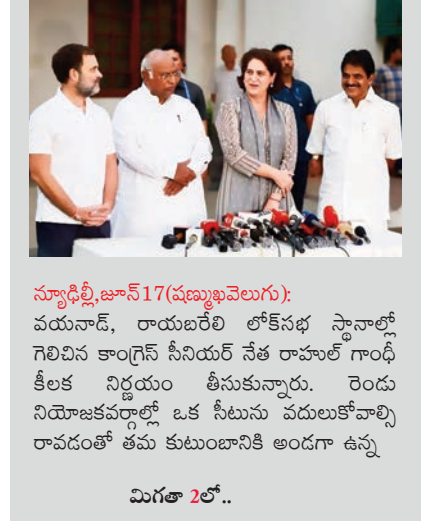 న్యూఢిల్లీ,జూన్17(షణ్ముఖవెలుగు):
వయనాడ్, రాయబరేలి లోక్‌సభ స్థానాల్లో
గెలిచిన కాంగ్రెస్ సీనియర్ నేత రాహుల్ గాంధీ
కీలక నిర్ణయం తీసుకున్నారు. రెండు
నియోజకవర్గాల్లో ఒక సీటును వదులుకోవాల్సి
రావడంతో తమ కుటుంబానికి అండగా ఉన్న
మిగతా 2లో..